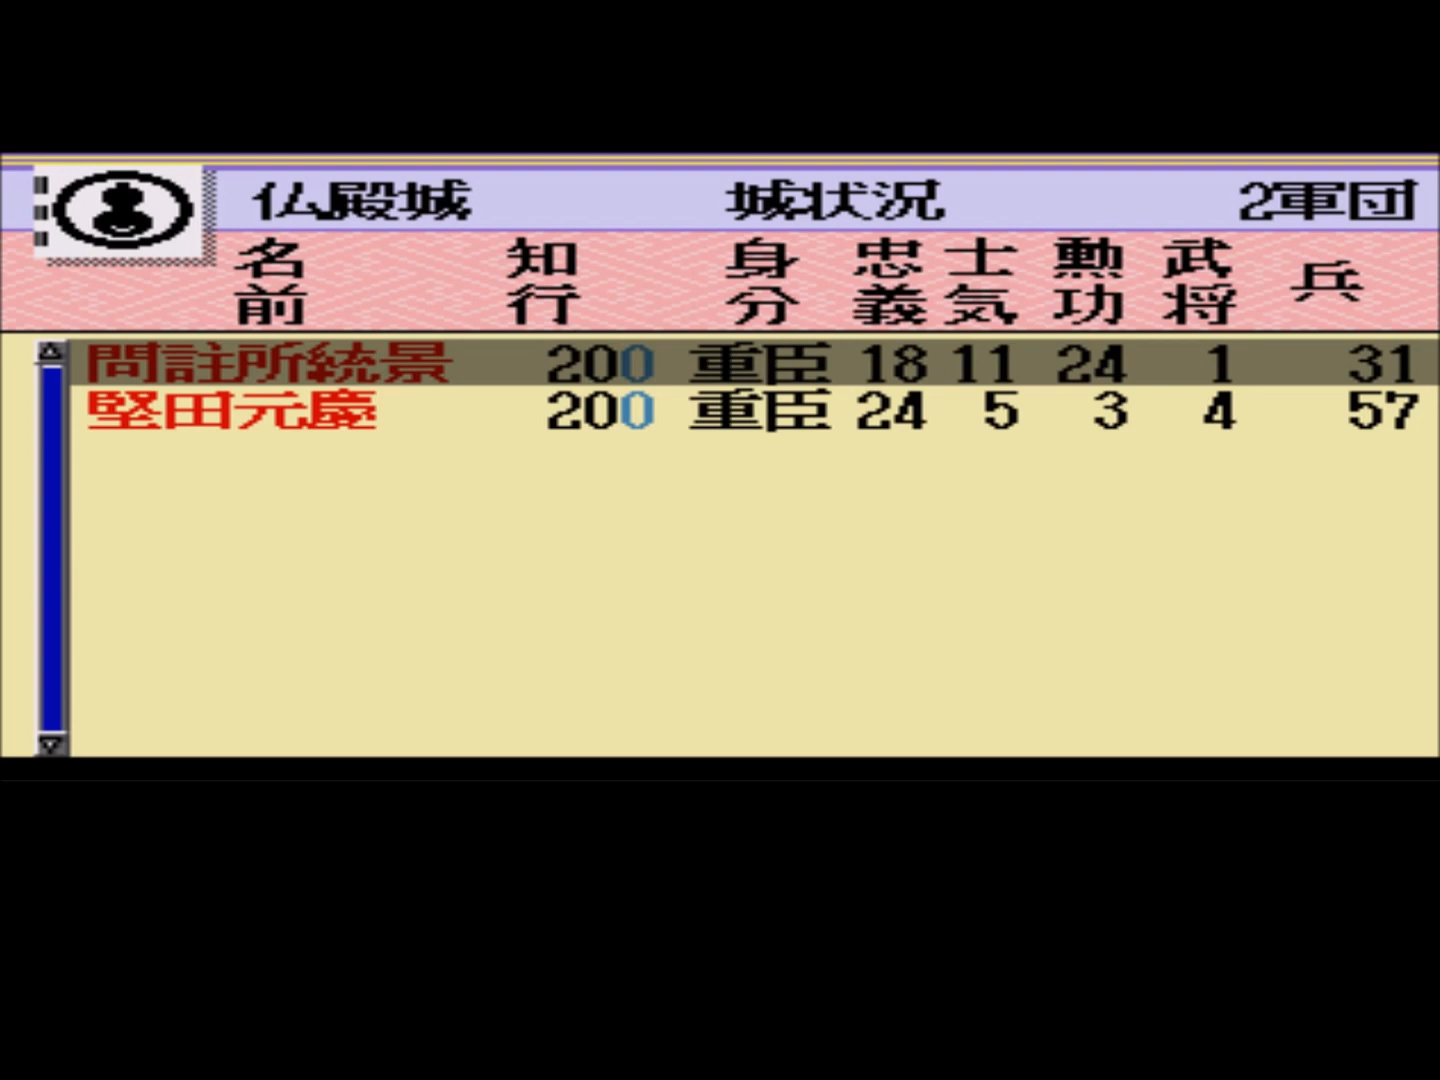 仏殿城 城状況 2軍団
名前 知行 身分 忠義 士気 勲功 武将 兵
問註所統景 200 重臣 18 11 24 1 31
堅田元慶 200 重臣 24 5 3 4 57